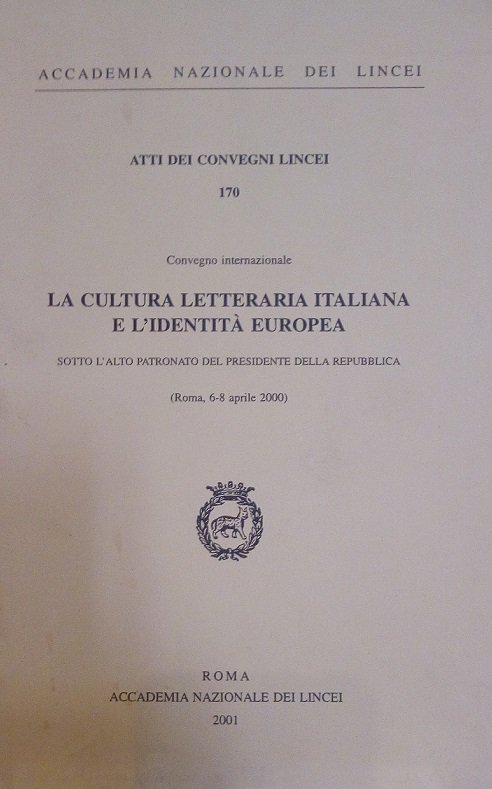 ACCADEMIA NAZIONALE DEI LINCEI
ATTI DEI CONVEGNI LINCEI
170
Convegno internazionale
LA CULTURA LETTERARIA ITALIANA
E L'IDENTITÀ EUROPEA
SOTTO L'ALTO PATRONATO DEL PRESIDENTE DELLA REPUBBLICA
(Roma, 6-8 aprile 2000)
ROMA
ACCADEMIA NAZIONALE DEI LINCEI
2001